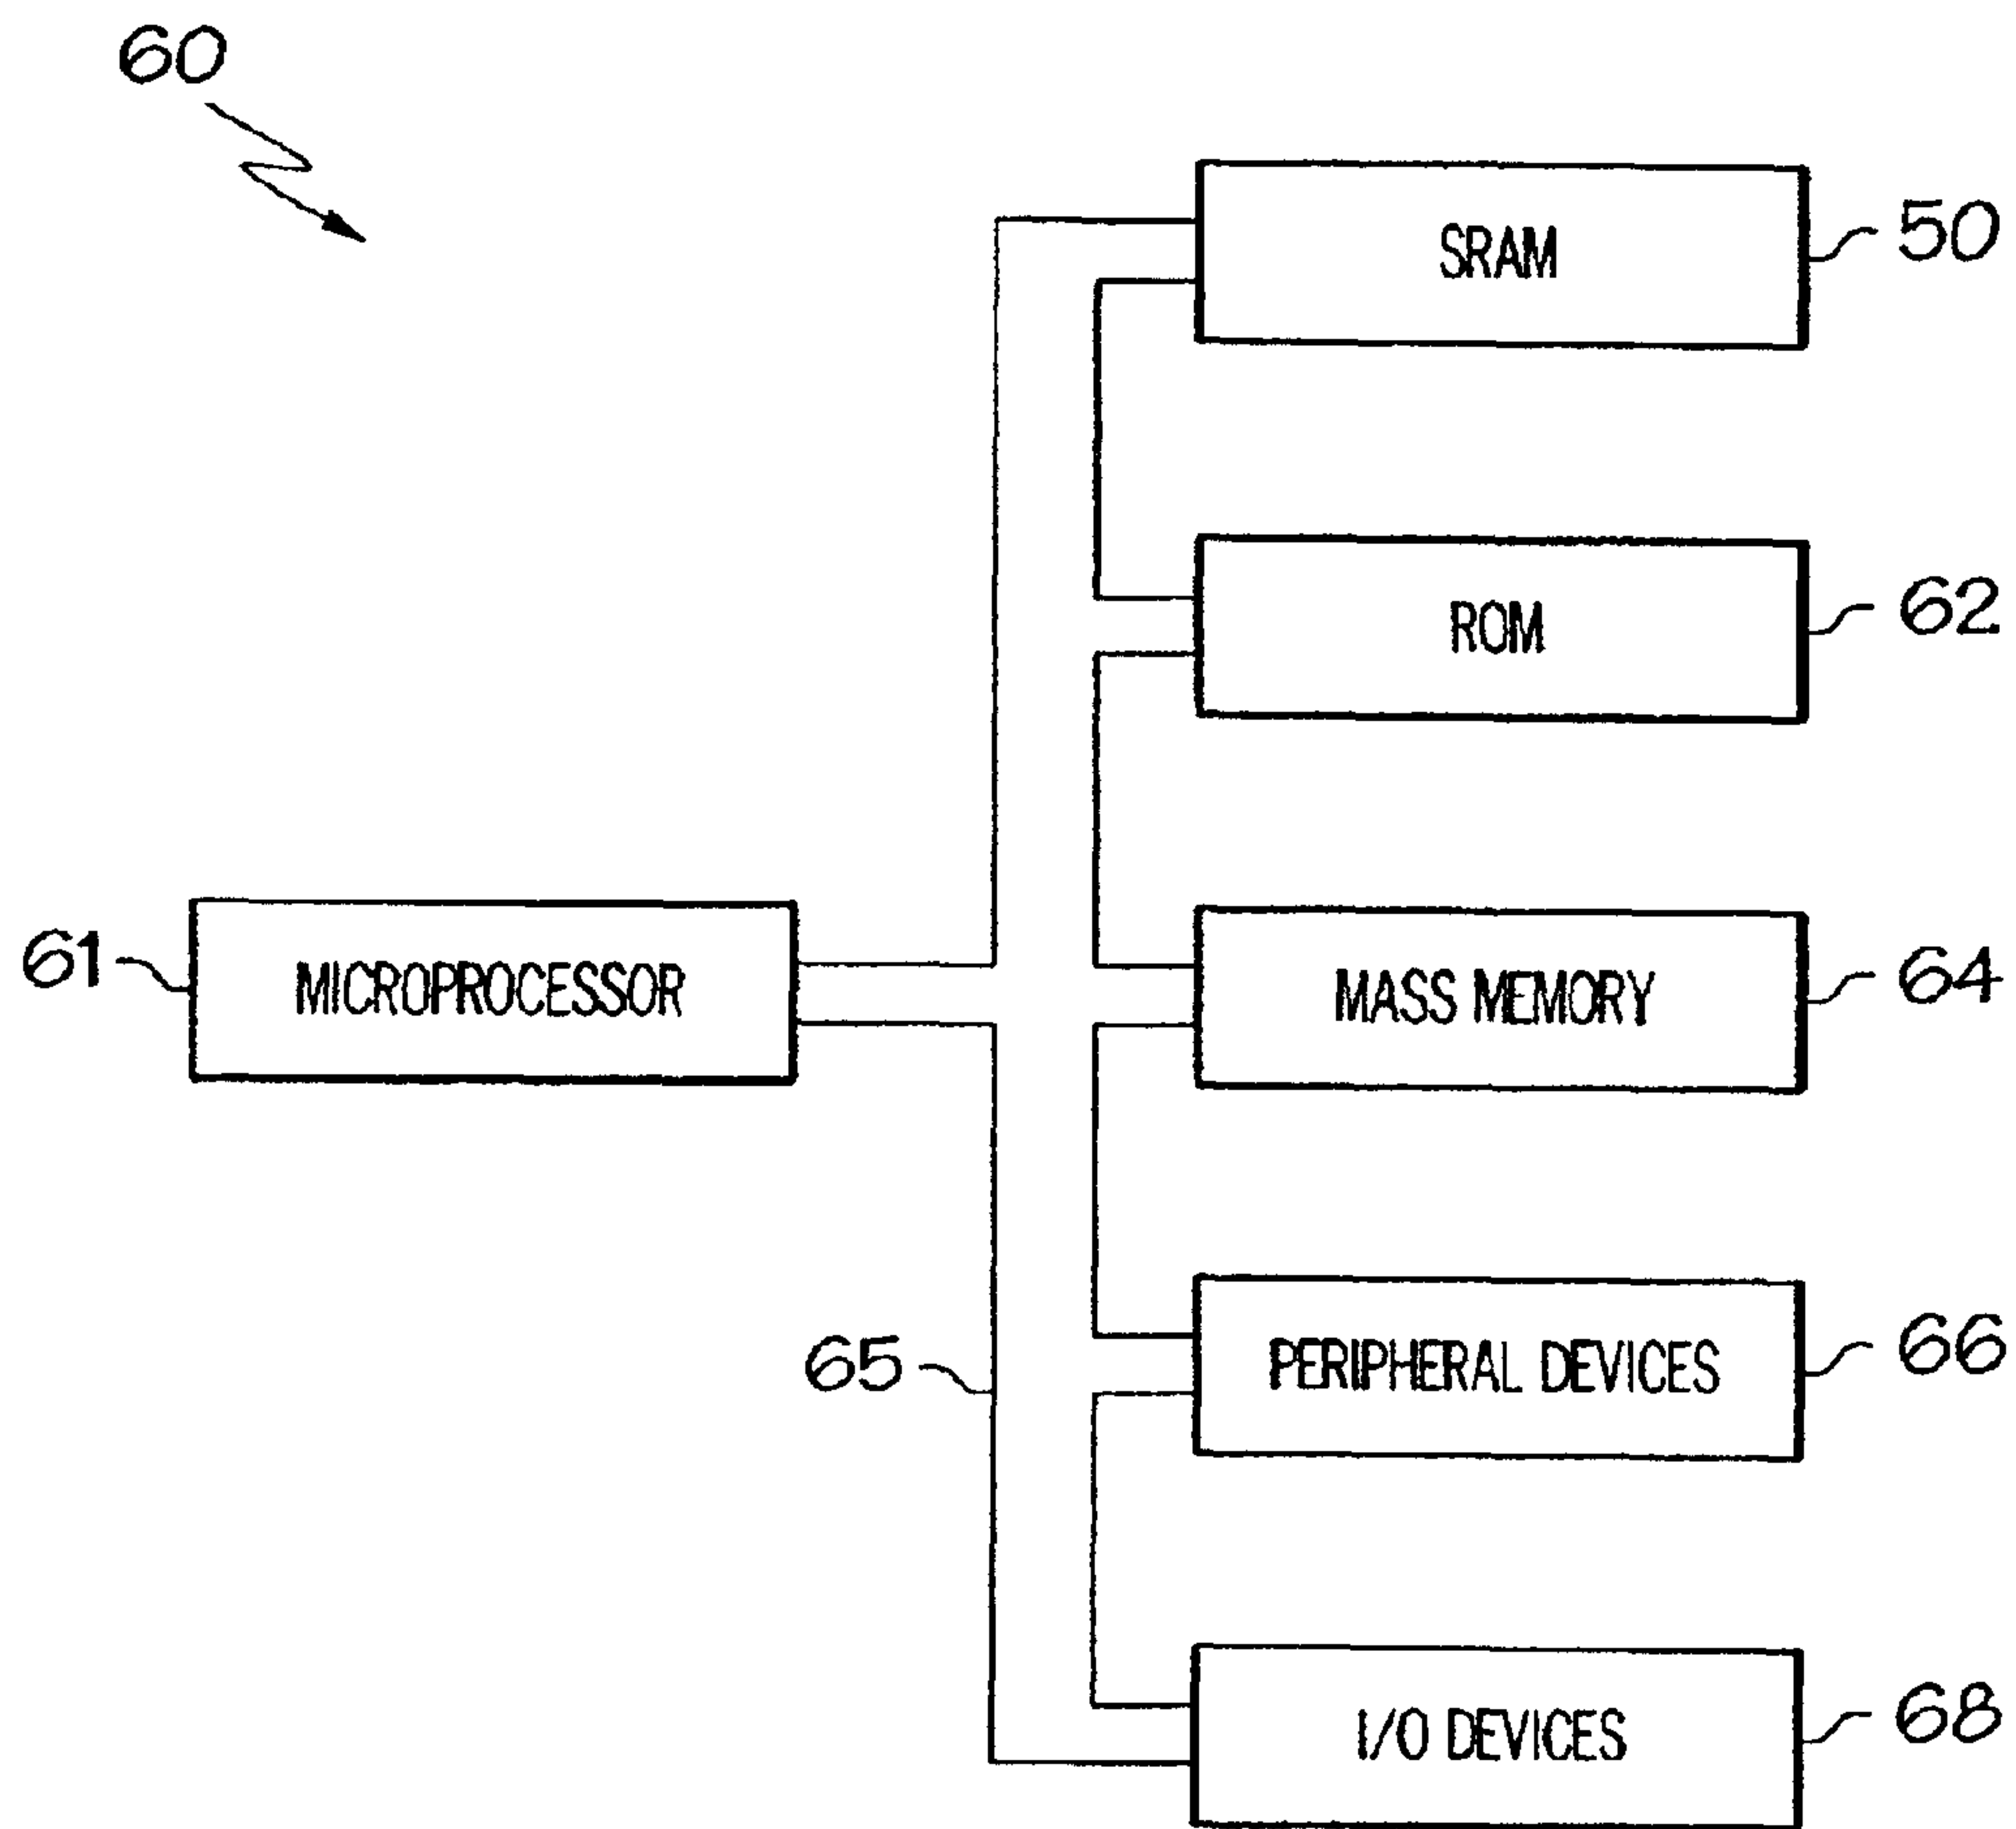 60
SRAM
50
ROM
62
61
MICROPROCESSOR
MASS MEMORY
64
65
PERIPHERAL DEVICES
66
I/O DEVICES
68